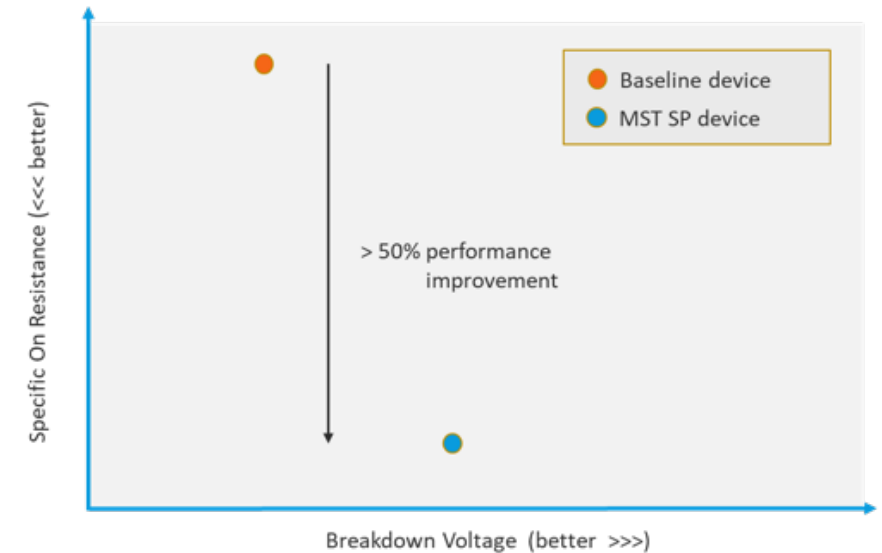 Baseline device
MST SP device
Specific On Resistance (<<< better)
> 50% performance
improvement
Breakdown Voltage (better >>>)